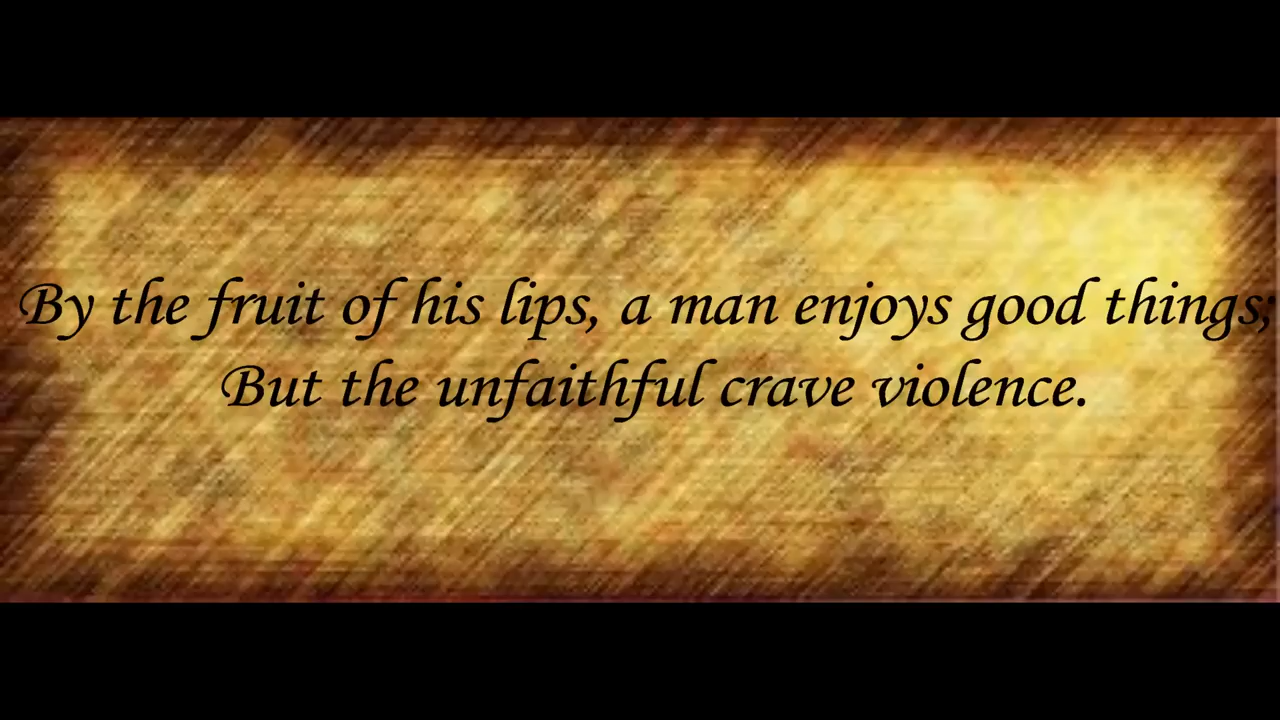 By the fruit of his lips, a man enjoys good things;
But the unfaithful crave violence.